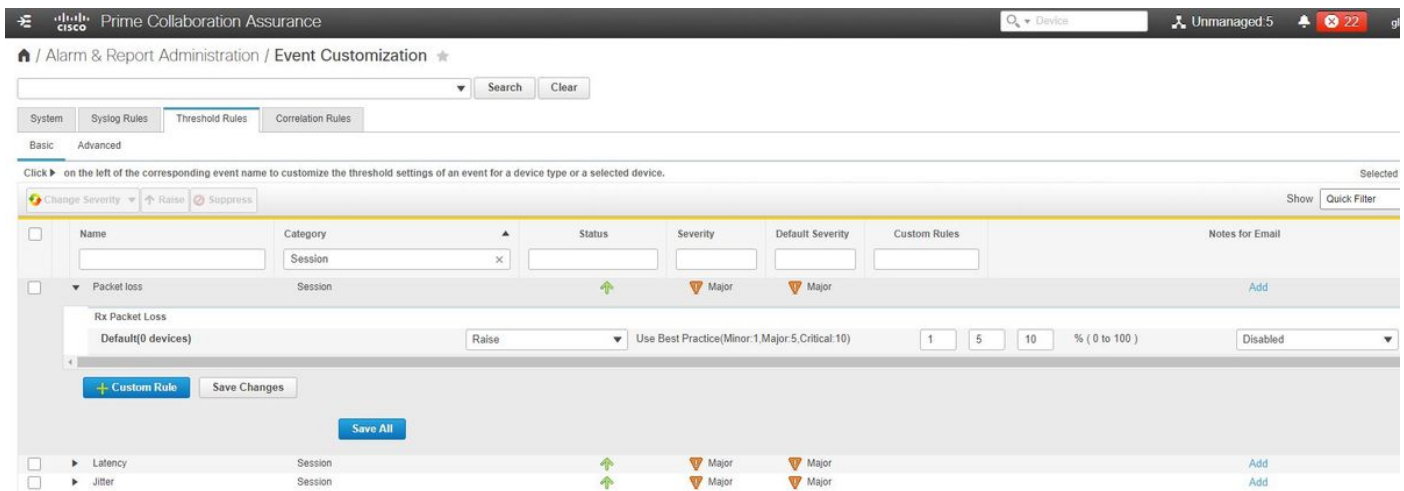 cisco Prime Collaboration Assurance Device Unmanaged:5 22
/ Alarm & Report Administration / Event Customization
Search Clear
System Syslog Rules Threshold Rules Correlation Rules
Basic Advanced
Click on the left of the corresponding event name to customize the threshold settings of an event for a device type or a selected device. Selected
Change Severity Raise Suppress Show Quick Filter
Name Category Status Severity Default Severity Custom Rules Notes for Email
Session
Packet loss Session Major Major Add
Rx Packet Loss
Default(0 devices) Raise Use Best Practice(Minor:1,Major:5,Critical:10) 1 5 10 % ( 0 to 100 ) Disabled
Custom Rule Save Changes
Save All
Latency Session Major Major Add
Jitter Session Major Major Add